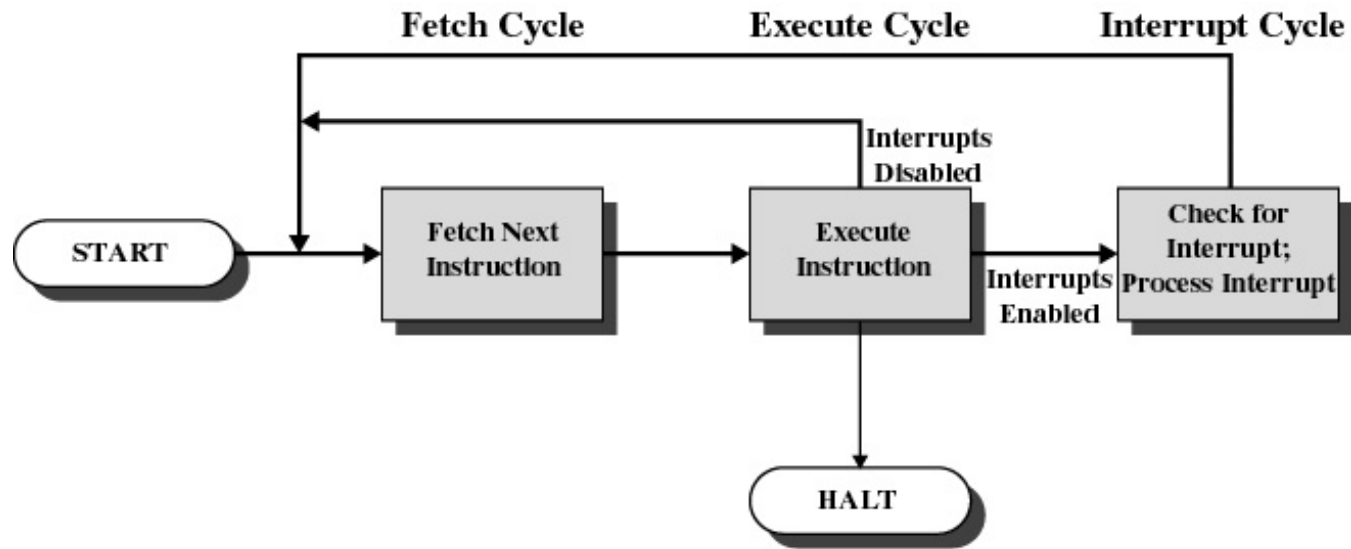 Fetch Cycle
Execute Cycle
Interrupt Cycle
Interrupts
Disabled
START
Fetch Next
Instruction
Execute
Instruction
Interrupts
Enabled
Check for
Interrupt;
Process Interrupt
HALT